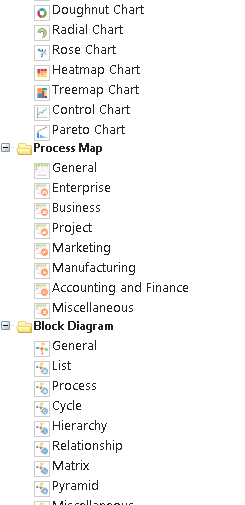 Doughnut Chart
Radial Chart
Rose Chart
Heatmap Chart
Treemap Chart
Control Chart
Pareto Chart
Process Map
General
Enterprise
Business
Project
Marketing
Manufacturing
Accounting and Finance
Miscellaneous
Block Diagram
General
List
Process
Cycle
Hierarchy
Relationship
Matrix
Pyramid
Miscellaneous